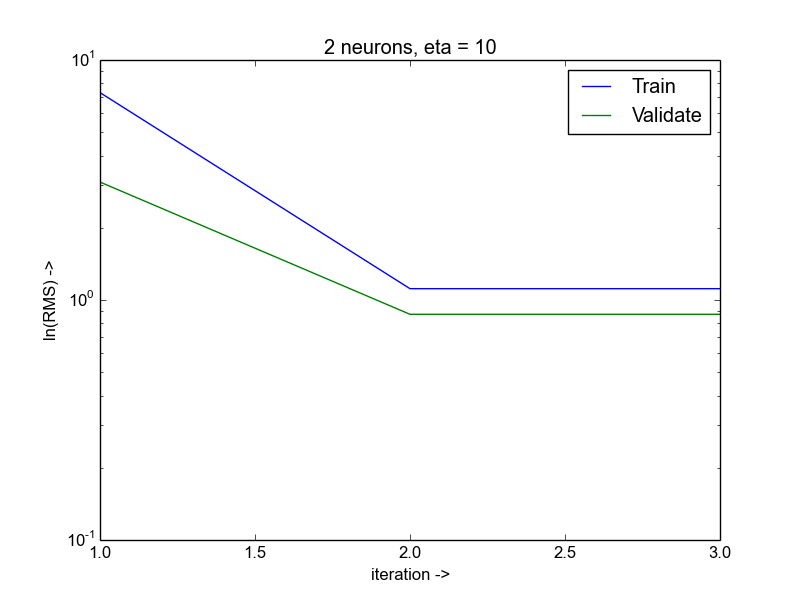 2 neurons, eta = 10
Train
Validate
10^1
10^0
10^-1
ln(RMS) ->
1.0 1.5 2.0 2.5 3.0
iteration ->